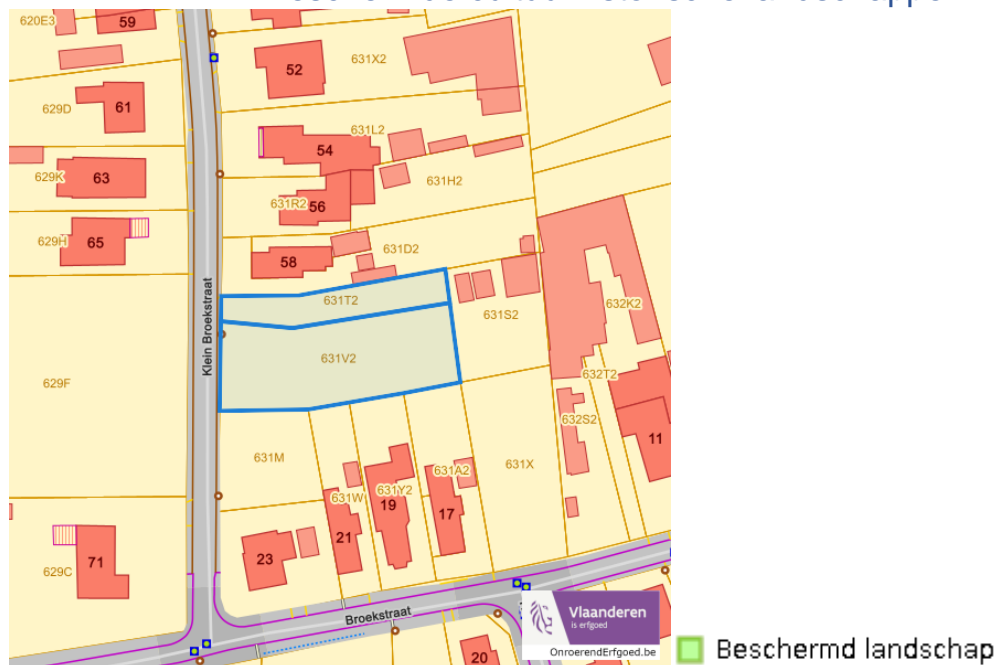 620E3
59
52
631X2
61
629D
631L2
54
63
629K
631H2
631R2
56
65
629H
631D2
58
631T2
Klein Broekstraat
631S2
632K2
631V2
629F
632T2
632S2
11
631M
631X
631A2
631W
631Y2
19
17
21
23
71
629C
Broekstraat
20
Vlaanderen
is erfgoed
OnroerendErfgoed.be
Beschermd landschap